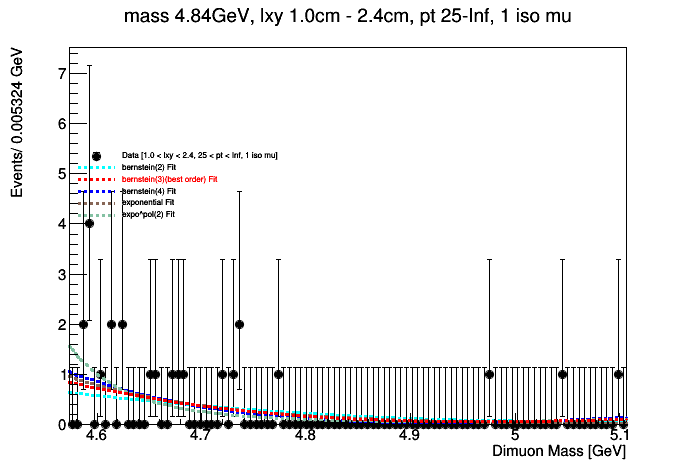 mass 4.84GeV, lxy 1.0cm - 2.4cm, pt 25-Inf, 1 iso mu
Events/ 0.005324 GeV
7
6
5
4
3
2
1
0
Data [1.0 < lxy < 2.4, 25 < pt < Inf, 1 iso mu]
bernstein(2) Fit
bernstein(3)(best order) Fit
bernstein(4) Fit
exponential Fit
expo^pol(2) Fit
4.6 4.7 4.8 4.9 5 5.1
Dimuon Mass [GeV]